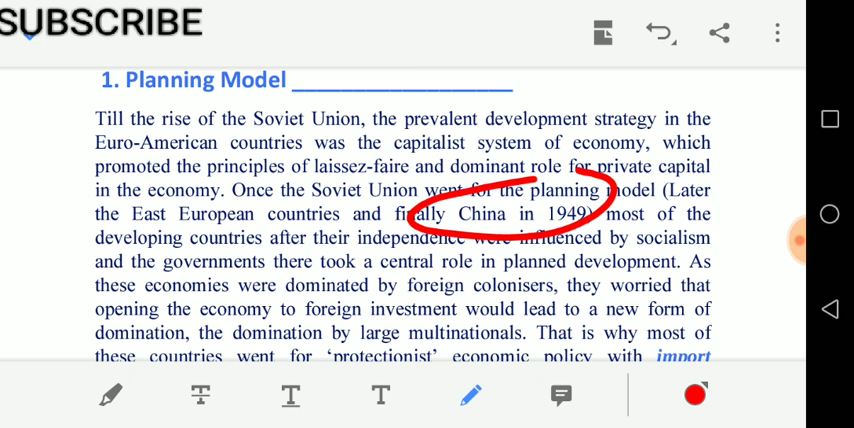 SUBSCRIBE
1. Planning Model __________________
Till the rise of the Soviet Union, the prevalent development strategy in the
Euro-American countries was the capitalist system of economy, which
promoted the principles of laissez-faire and dominant role for private capital
in the economy. Once the Soviet Union went for the planning model (Later
the East European countries and finally China in 1949) most of the
developing countries after their independence were influenced by socialism
and the governments there took a central role in planned development. As
these economies were dominated by foreign colonisers, they worried that
opening the economy to foreign investment would lead to a new form of
domination, the domination by large multinationals. That is why most of
these countries went for ‘protectionist’ economic policy with import
T T T